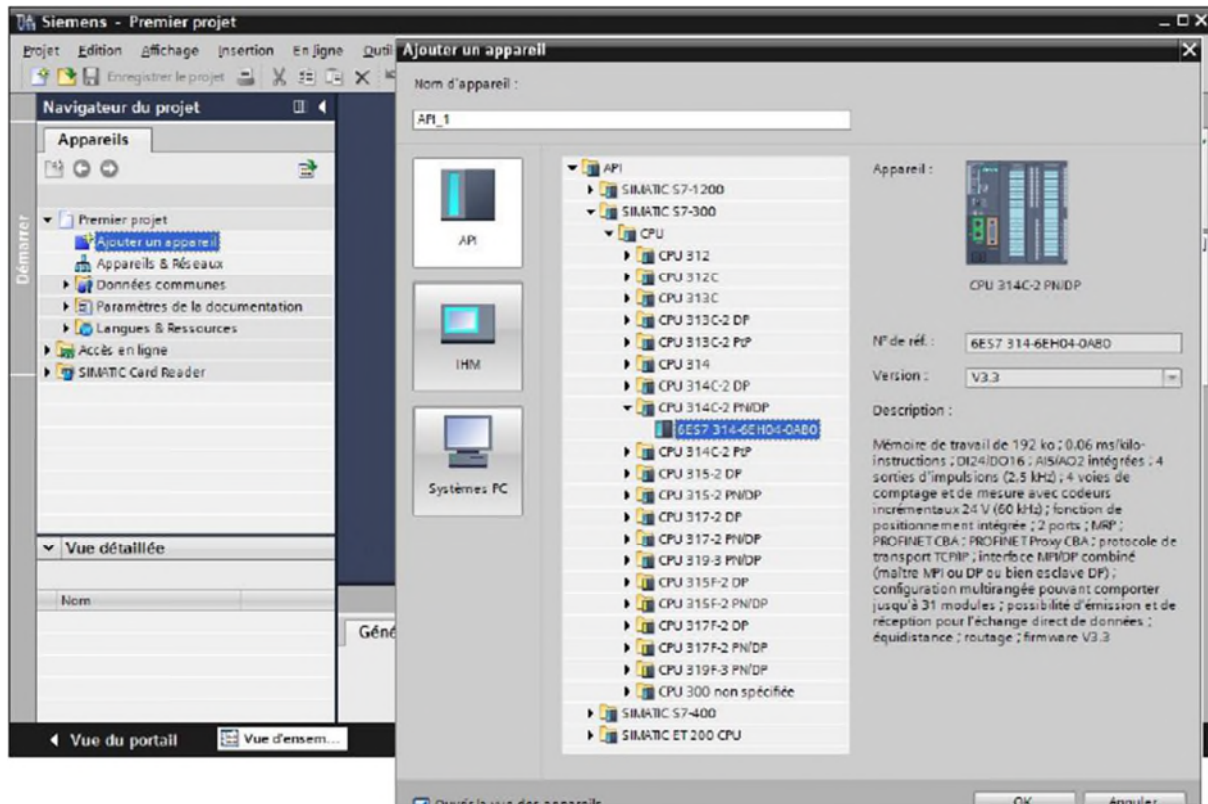 Siemens - Premier projet
Projet Edition Affichage Insertion En ligne Outil
Enregistrer le projet
Navigateur du projet
Appareils
Démarrer
Premier projet
Ajouter un appareil
Appareils & Réseaux
Données communes
Paramètres de la documentation
Langues & Ressources
Accès en ligne
SIMATIC Card Reader
Vue détaillée
Nom
Géné
Vue du portail
Vue d'ensem...
Ajouter un appareil
Nom d'appareil :
API_1
API
IHM
Systèmes PC
API
SIMATIC S7-1200
SIMATIC S7-300
CPU
CPU 312
CPU 312C
CPU 313C
CPU 313C-2 DP
CPU 313C-2 PtP
CPU 314
CPU 314C-2 DP
CPU 314C-2 PN/DP
6ES7 314-6EH04-0AB0
CPU 314C-2 PtP
CPU 315-2 DP
CPU 315-2 PN/DP
CPU 317-2 DP
CPU 317-2 PN/DP
CPU 319-3 PN/DP
CPU 315F-2 DP
CPU 315F-2 PN/DP
CPU 317F-2 DP
CPU 317F-2 PN/DP
CPU 319F-3 PN/DP
CPU 300 non spécifiée
SIMATIC S7-400
SIMATIC ET 200 CPU
Appareil :
CPU 314C-2 PN/DP
N° de réf. :
6ES7 314-6EH04-0AB0
Version :
V3.3
Description :
Mémoire de travail de 192 ko ; 0.06 ms/kilo-
instructions ; DI24/DO16 ; AI5/AO2 intégrées ; 4
sorties d'impulsions (2,5 kHz) ; 4 voies de
comptage et de mesure avec codeurs
incrémentaux 24 V (60 kHz) ; fonction de
positionnement intégrée ; 2 ports ; MRP ;
PROFINET CBA ; PROFINET Proxy CBA ; protocole de
transport TCP/IP ; interface MPI/DP combiné
(maître MPI ou DP ou bien esclave DP) ;
configuration multirangée pouvant comporter
jusqu'à 31 modules ; possibilité d'émission et de
réception pour l'échange direct de données ;
équidistance ; routage ; firmware V3.3
Ouvrir la vue des appareils
OK
Annuler